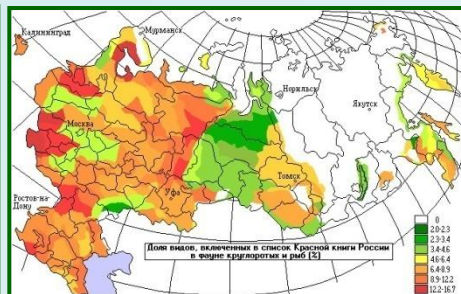 Калининград
Мурманск
Норильск
Якутск
Москва
Томск
Уфа
Ростов-на-
Дону
Доля видов, включенных в список Красной книги России
в фауне круглоротых и рыб (%)
0
2.0-2.3
2.3-3.4
3.4-4.6
4.6-6.4
6.4-8.9
8.9-12.2
12.2-16.7